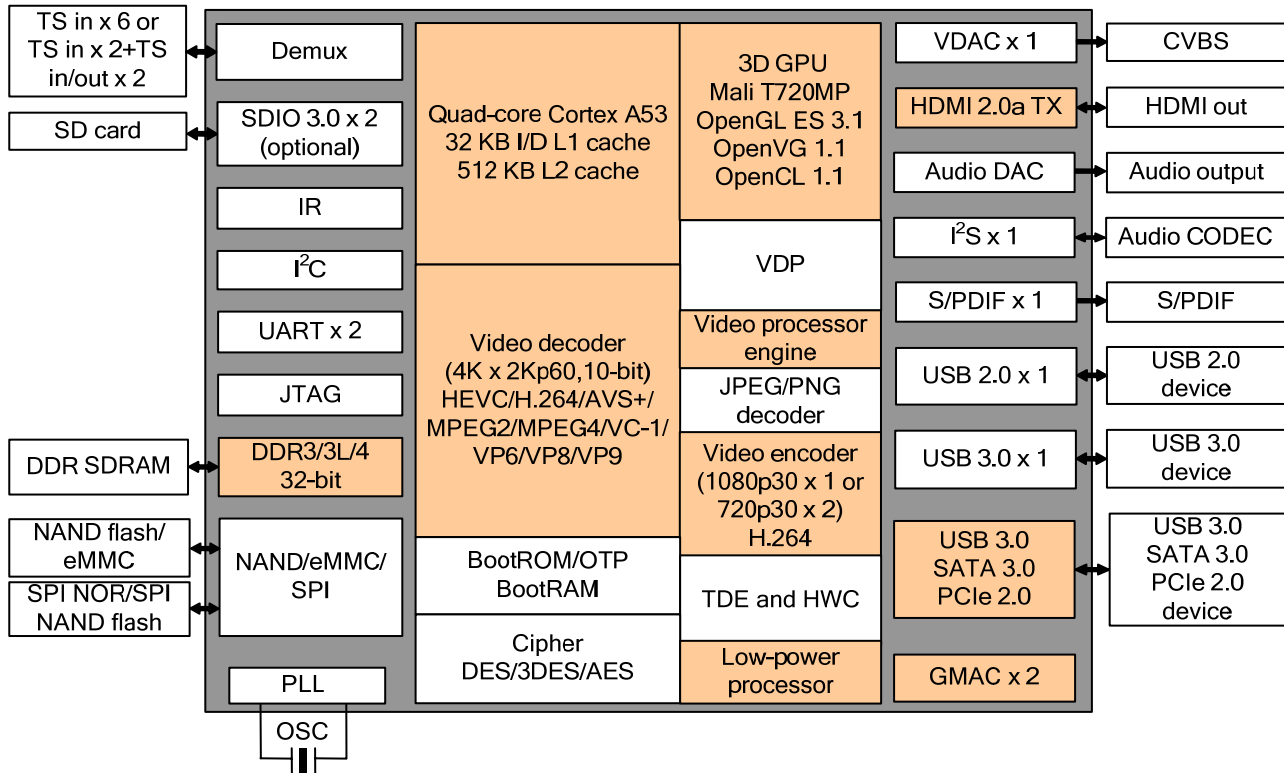 TS in x 6 or
TS in x 2+TS
in/out x 2
SD card
DDR SDRAM
NAND flash/
eMMC
SPI NOR/SPI
NAND flash
Demux
SDIO 3.0 x 2
(optional)
IR
I²C
UART x 2
JTAG
DDR3/3L/4
32-bit
NAND/eMMC/
SPI
PLL
OSC
Quad-core Cortex A53
32 KB I/D L1 cache
512 KB L2 cache
Video decoder
(4K x 2Kp60,10-bit)
HEVC/H.264/AVS+/
MPEG2/MPEG4/VC-1/
VP6/VP8/VP9
BootROM/OTP
BootRAM
Cipher
DES/3DES/AES
3D GPU
Mali T720MP
OpenGL ES 3.1
OpenVG 1.1
OpenCL 1.1
VDP
Video processor
engine
JPEG/PNG
decoder
Video encoder
(1080p30 x 1 or
720p30 x 2)
H.264
TDE and HWC
Low-power
processor
VDAC x 1
HDMI 2.0a TX
Audio DAC
I²S x 1
S/PDIF x 1
USB 2.0 x 1
USB 3.0 x 1
USB 3.0
SATA 3.0
PCIe 2.0
GMAC x 2
CVBS
HDMI out
Audio output
Audio CODEC
S/PDIF
USB 2.0
device
USB 3.0
device
USB 3.0
SATA 3.0
PCIe 2.0
device